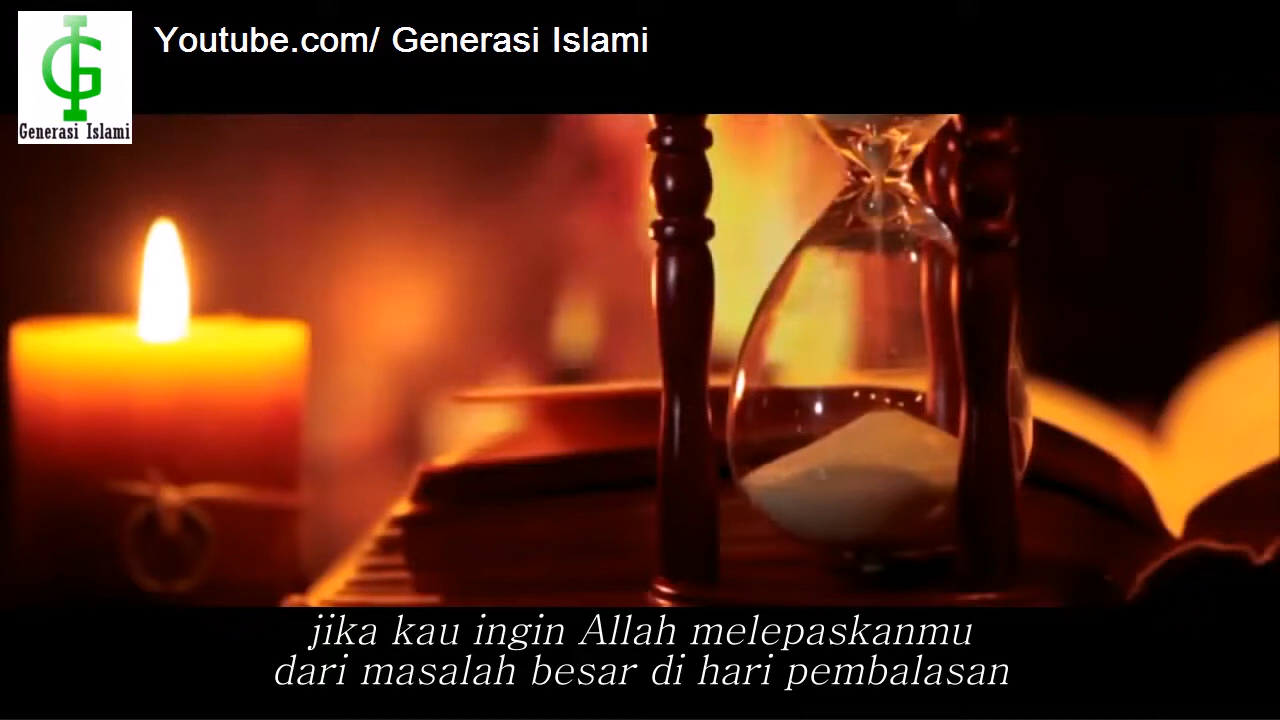 Youtube.com/ Generasi Islami
Generasi Islami
jika kau ingin Allah melepaskanmu
dari masalah besar di hari pembalasan